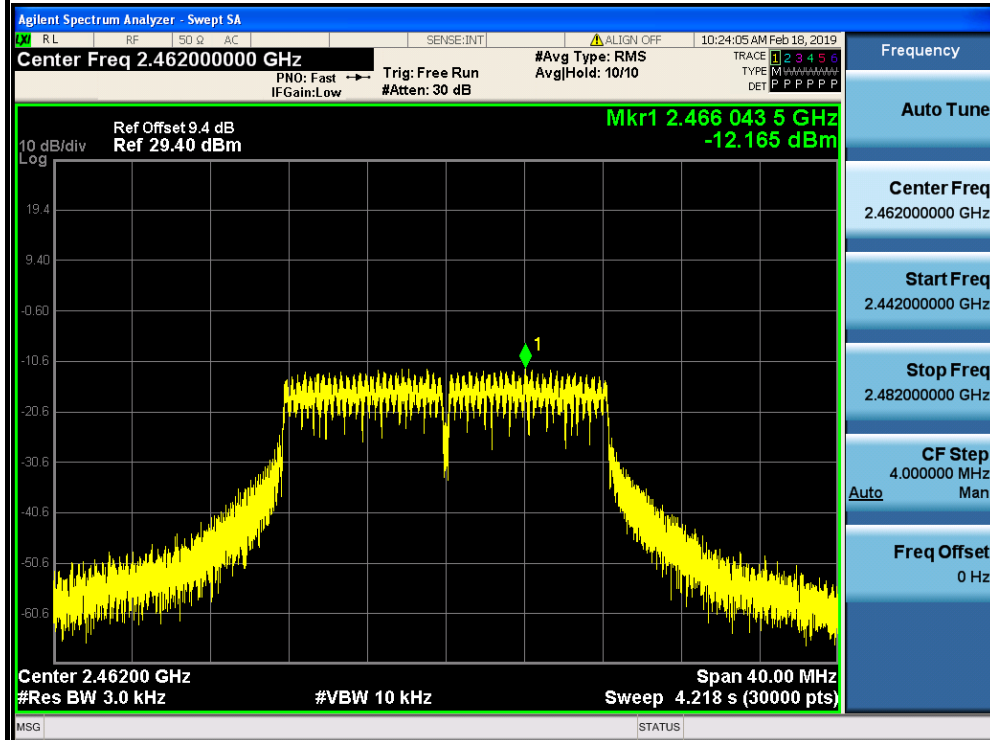 Agilent Spectrum Analyzer - Swept SA
LXI RL RF 50 Ω AC SENSE:INT ALIGN OFF 10:24:05 AM Feb 18, 2019
Center Freq 2.462000000 GHz
PNO: Fast
IFGain:Low
Trig: Free Run
#Atten: 30 dB
#Avg Type: RMS
Avg|Hold: 10/10
TRACE 1 2 3 4 5 6
TYPE M
DET P P P P P P
Frequency
Ref Offset 9.4 dB
Ref 29.40 dBm
10 dB/div
Log
Mkr1 2.466 043 5 GHz
-12.165 dBm
1
19.4
9.40
-0.60
-10.6
-20.6
-30.6
-40.6
-50.6
-60.6
Center 2.46200 GHz
Span 40.00 MHz
#Res BW 3.0 kHz
#VBW 10 kHz
Sweep 4.218 s (30000 pts)
MSG
STATUS
Auto Tune
Center Freq
2.462000000 GHz
Start Freq
2.442000000 GHz
Stop Freq
2.482000000 GHz
CF Step
4.000000 MHz
Auto Man
Freq Offset
0 Hz